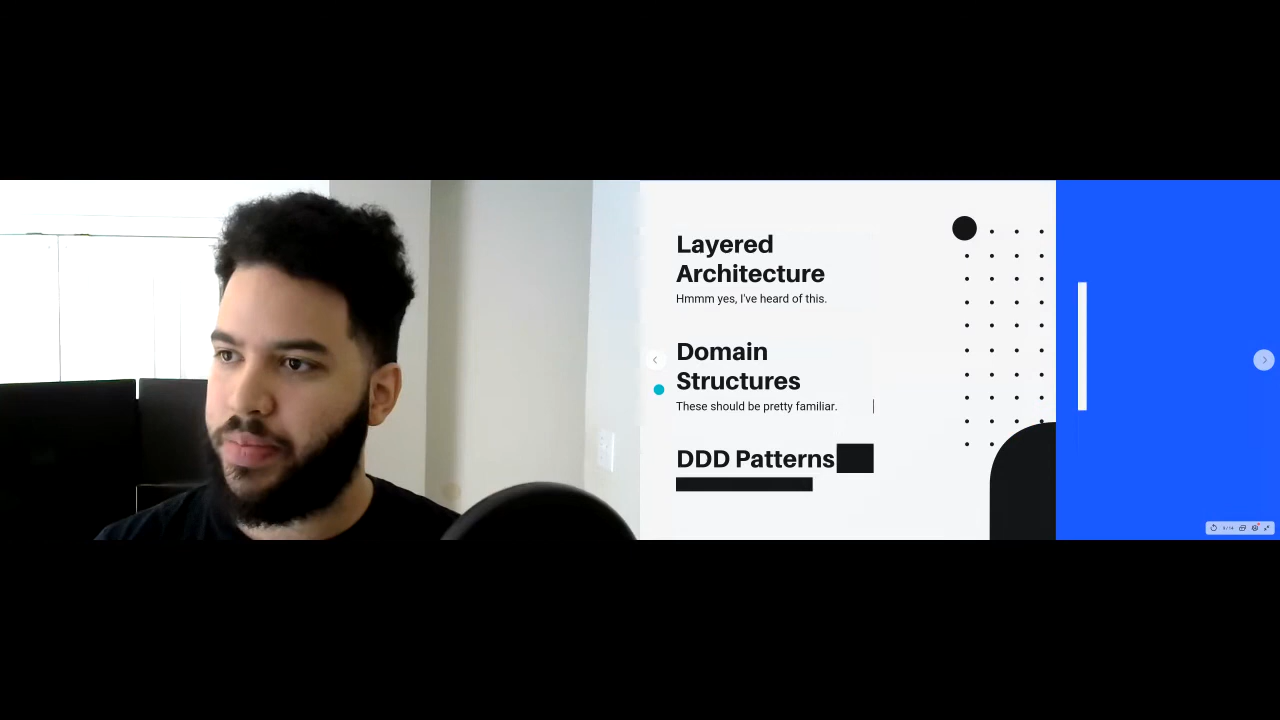 Layered
Architecture
Hmmm yes, I've heard of this.
Domain
Structures
These should be pretty familiar.
DDD Patterns